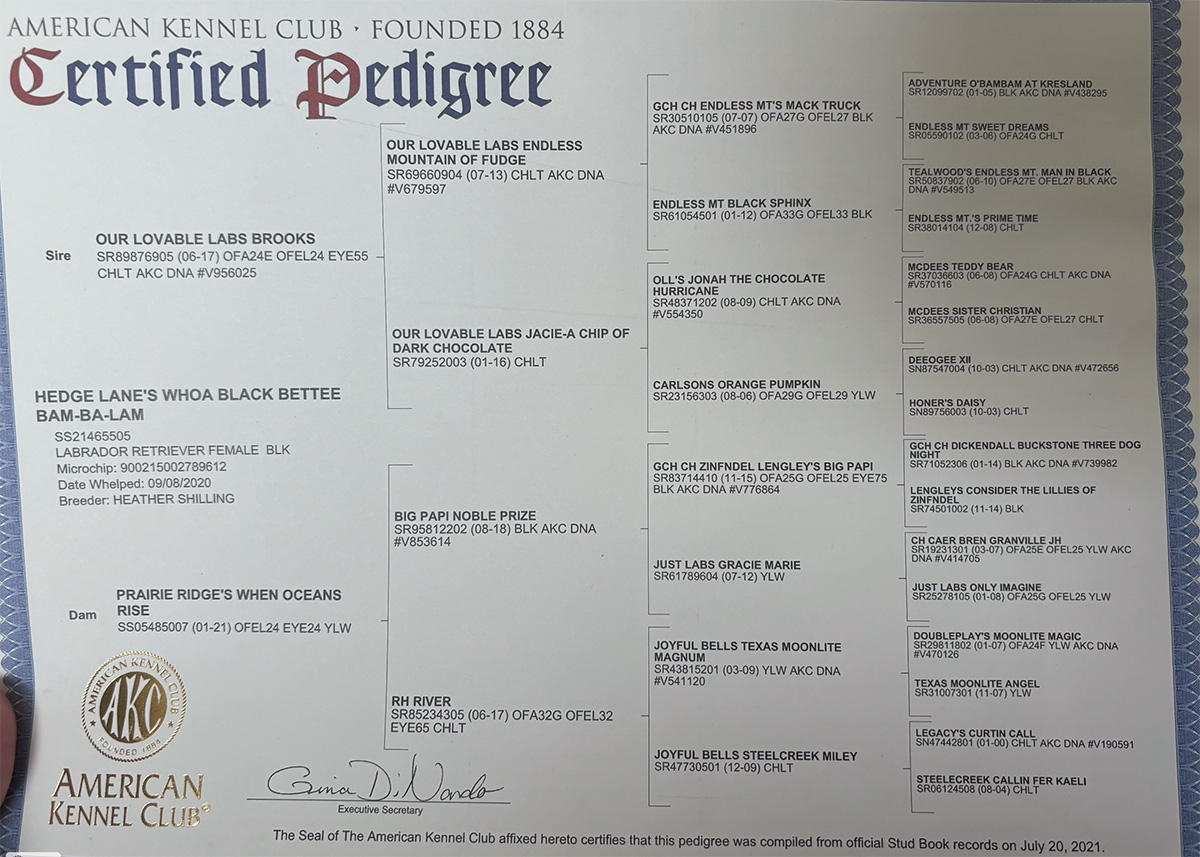 AMERICAN KENNEL CLUB · FOUNDED 1884
Certified Pedigree
Sire
OUR LOVABLE LABS BROOKS
SR89876905 (06-17) OFA24E OFEL24 EYE55
CHLT AKC DNA #V956025
HEDGE LANE'S WHOA BLACK BETTEE
BAM-BA-LAM
SS21465505
LABRADOR RETRIEVER FEMALE BLK
Microchip: 900215002789612
Date Whelped: 09/08/2020
Breeder: HEATHER SHILLING
Dam
PRAIRIE RIDGE'S WHEN OCEANS
RISE
SS05485007 (01-21) OFEL24 EYE24 YLW
OUR LOVABLE LABS ENDLESS
MOUNTAIN OF FUDGE
SR69660904 (07-13) CHLT AKC DNA
#V679597
OUR LOVABLE LABS JACIE-A CHIP OF
DARK CHOCOLATE
SR79252003 (01-16) CHLT
BIG PAPI NOBLE PRIZE
SR95812202 (08-18) BLK AKC DNA
#V853614
RH RIVER
SR85234305 (06-17) OFA32G OFEL32
EYE65 CHLT
GCH CH ENDLESS MT'S MACK TRUCK
SR30510105 (07-07) OFA27G OFEL27 BLK
AKC DNA #V451896
ENDLESS MT BLACK SPHINX
SR61054501 (01-12) OFA33G OFEL33 BLK
OLL'S JONAH THE CHOCOLATE
HURRICANE
SR48371202 (08-09) CHLT AKC DNA
#V554350
CARLSONS ORANGE PUMPKIN
SR23156303 (08-06) OFA29G OFEL29 YLW
GCH CH ZINFNDEL LENGLEY'S BIG PAPI
SR83714410 (11-15) OFA25G OFEL25 EYE75
BLK AKC DNA #V776864
JUST LABS GRACIE MARIE
SR61789604 (07-12) YLW
JOYFUL BELLS TEXAS MOONLITE
MAGNUM
SR43815201 (03-09) YLW AKC DNA
#V541120
JOYFUL BELLS STEELCREEK MILEY
SR47730501 (12-09) CHLT
ADVENTURE O'BAMBAM AT KRESLAND
SR12099702 (01-05) BLK AKC DNA #V438295
ENDLESS MT SWEET DREAMS
SR05590102 (03-06) OFA24G CHLT
TEALWOOD'S ENDLESS MT. MAN IN BLACK
SR50837902 (06-10) OFA27E OFEL27 BLK AKC
DNA #V549513
ENDLESS MT.'S PRIME TIME
SR38014104 (12-08) CHLT
MCDEES TEDDY BEAR
SR37036603 (06-08) OFA24G CHLT AKC DNA
#V570116
MCDEES SISTER CHRISTIAN
SR36557505 (06-08) OFA27E OFEL27 CHLT
DEEOGEE XII
SN87547004 (10-03) CHLT AKC DNA #V472656
HONER'S DAISY
SN89756003 (10-03) CHLT
GCH CH DICKENDALL BUCKSTONE THREE DOG
NIGHT
SR71052306 (01-14) BLK AKC DNA #V739982
LENGLEYS CONSIDER THE LILLIES OF
ZINFNDEL
SR74501002 (11-14) BLK
CH CAER BREN GRANVILLE JH
SR19231301 (03-07) OFA25E OFEL25 YLW AKC
DNA #V414705
JUST LABS ONLY IMAGINE
SR25278105 (01-08) OFA25G OFEL25 YLW
DOUBLEPLAY'S MOONLITE MAGIC
SR29811802 (01-07) OFA24F YLW AKC DNA
#V470126
TEXAS MOONLITE ANGEL
SR31007301 (11-07) YLW
LEGACY'S CURTIN CALL
SN47442801 (01-00) CHLT AKC DNA #V190591
STEELECREEK CALLIN FER KAELI
SR06124508 (08-04) CHLT
AMERICAN KENNEL CLUB
AKC
FOUNDED 1884
AMERICAN
KENNEL CLUB®
Gina DiNardo
Executive Secretary
The Seal of The American Kennel Club affixed hereto certifies that this pedigree was compiled from official Stud Book records on July 20, 2021.